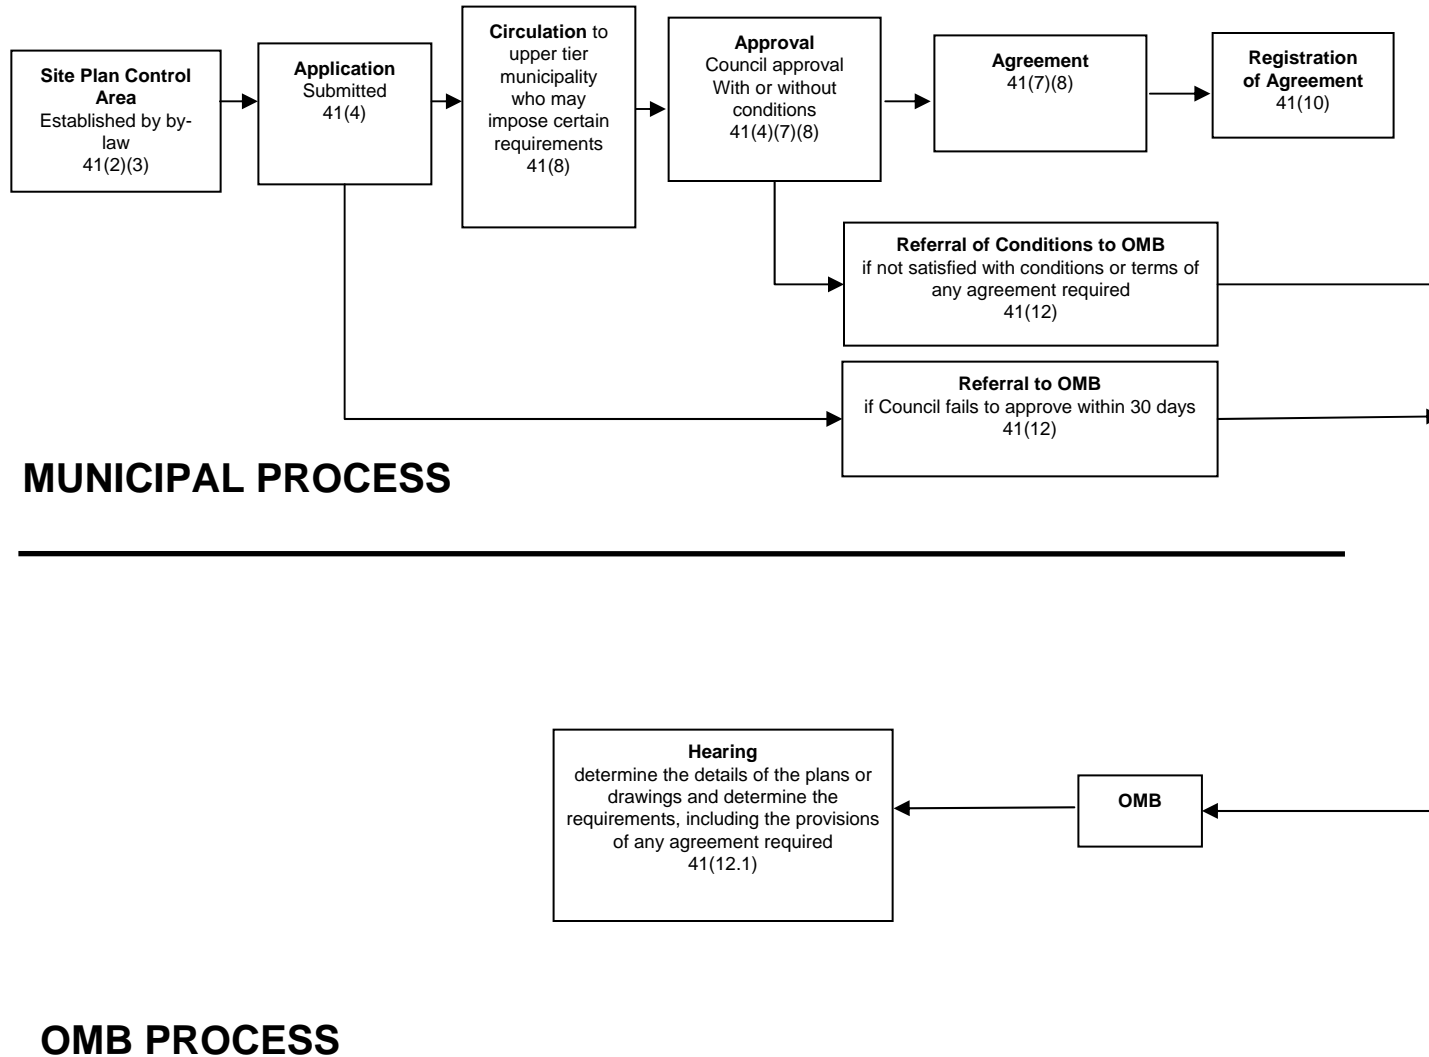 Site Plan Control
Area
Established by by-
law
41(2)(3)
Application
Submitted
41(4)
Circulation to
upper tier
municipality
who may
impose certain
requirements
41(8)
Approval
Council approval
With or without
conditions
41(4)(7)(8)
Agreement
41(7)(8)
Registration
of Agreement
41(10)
Referral of Conditions to OMB
if not satisfied with conditions or terms of
any agreement required
41(12)
Referral to OMB
if Council fails to approve within 30 days
41(12)
MUNICIPAL PROCESS
Hearing
determine the details of the plans or
drawings and determine the
requirements, including the provisions
of any agreement required
41(12.1)
OMB
OMB PROCESS